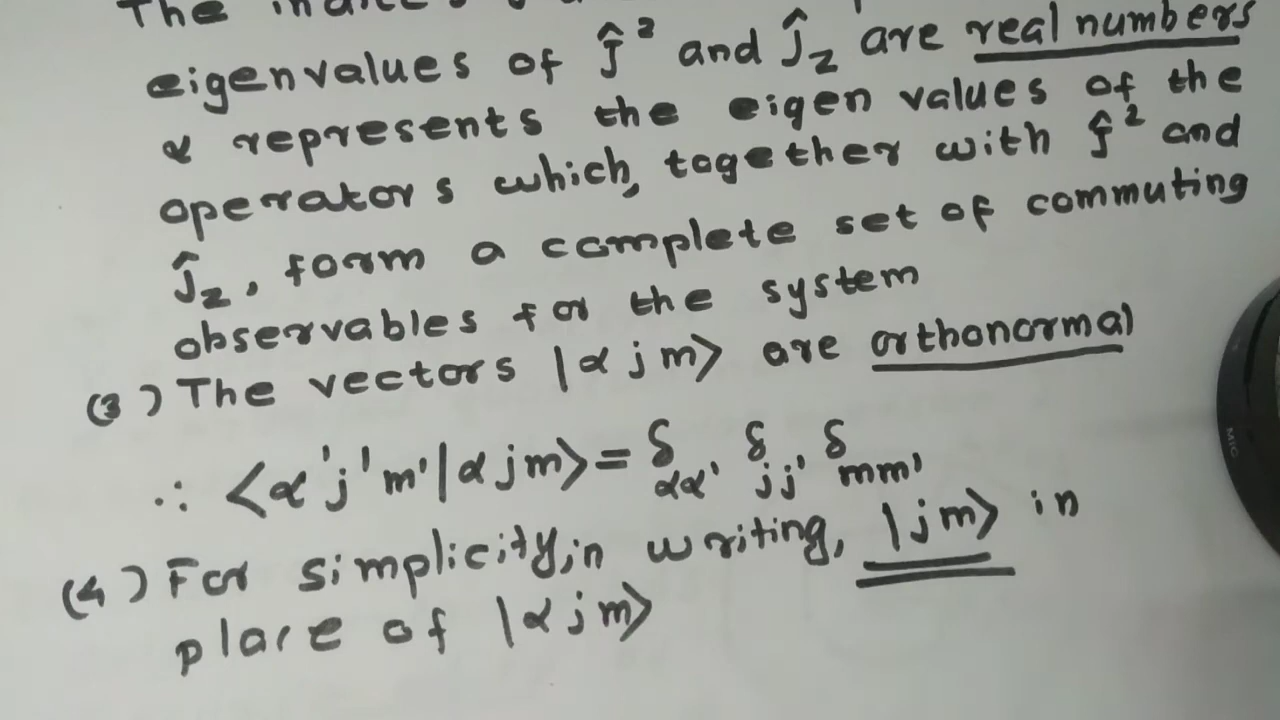 The
eigenvalues of Ĵ² and Ĵz are real numbers
α represents the eigen values of the
operators which, together with Ĵ² and
Ĵz, form a complete set of commuting
observables for the system
(3) The vectors |α j m⟩ are orthonormal
∴ ⟨α'j'm'|α j m⟩ = δαα' δjj' δmm'
(4) For simplicity, in writing, |j m⟩ in
place of |α j m⟩
MIC